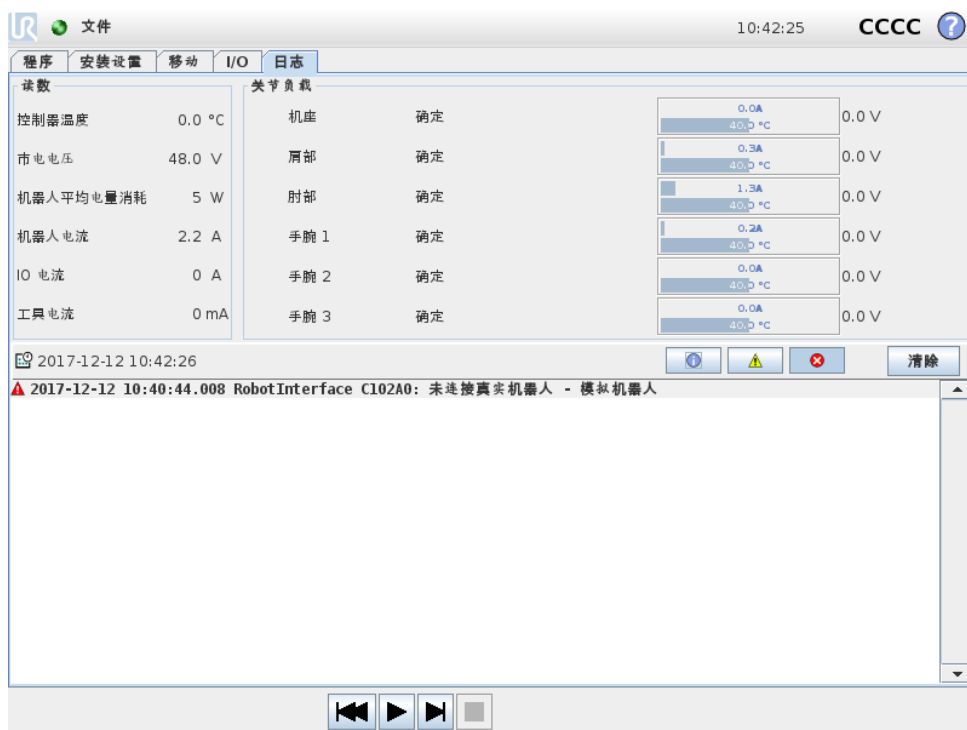 UR 文件 10:42:25 CCCC ?
程序 安装设置 移动 I/O 日志
读数 关节负载
控制器温度 0.0 °C 机座 确定 0.0A 40.0 °C 0.0 V
市电电压 48.0 V 肩部 确定 0.3A 40.0 °C 0.0 V
机器人平均电量消耗 5 W 肘部 确定 1.3A 40.0 °C 0.0 V
机器人电流 2.2 A 手腕 1 确定 0.2A 40.0 °C 0.0 V
IO 电流 0 A 手腕 2 确定 0.0A 40.0 °C 0.0 V
工具电流 0 mA 手腕 3 确定 0.0A 40.0 °C 0.0 V
2017-12-12 10:42:26 清除
2017-12-12 10:40:44.008 RobotInterface C102A0: 未连接真实机器人 - 模拟机器人